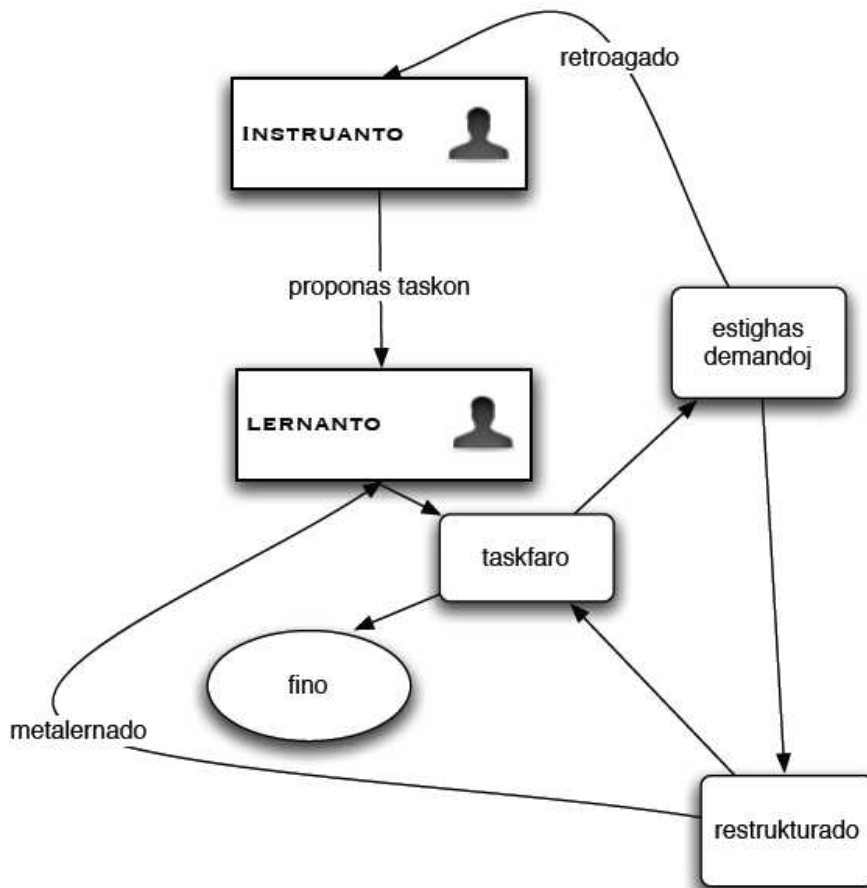 retroagado
INSTRUANTO
proponas taskon
estighas
demandoj
LERNANTO
taskfaro
fino
metalernado
restrukturado